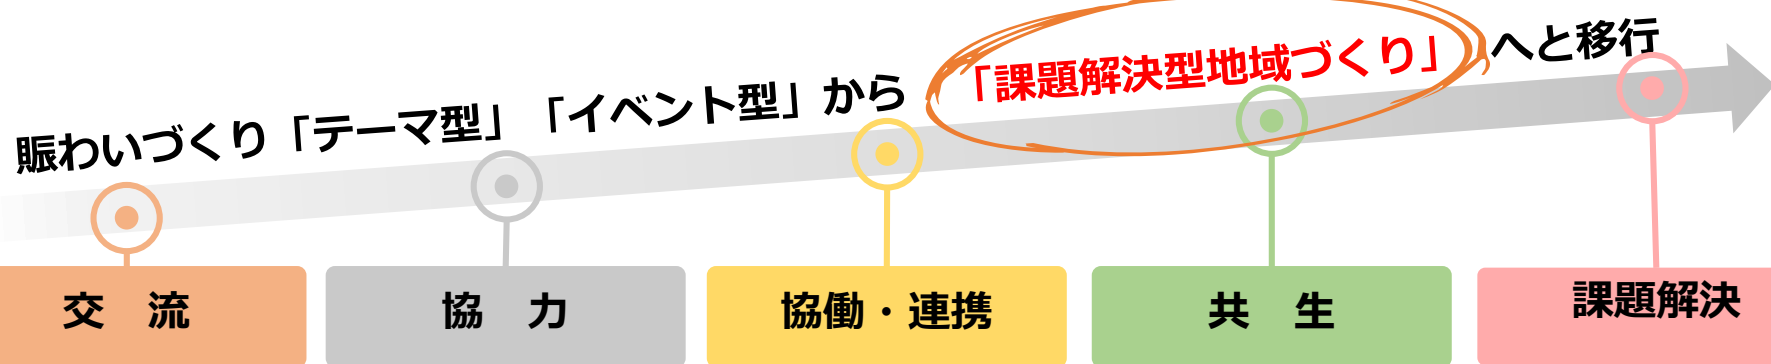 賑わいづくり「テーマ型」「イベント型」から「課題解決型地域づくり」へと移行
交　流
協　力
協働・連携
共　生
課題解決